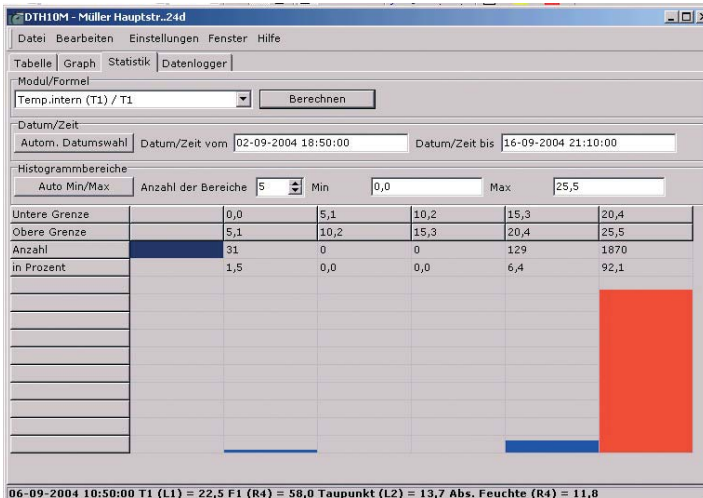 DTH10M - Müller Hauptstr..24d
Datei Bearbeiten Einstellungen Fenster Hilfe
Tabelle Graph Statistik Datenlogger
Modul/Formel
Temp.intern (T1) / T1 Berechnen
Datum/Zeit
Autom. Datumswahl Datum/Zeit vom 02-09-2004 18:50:00 Datum/Zeit bis 16-09-2004 21:10:00
Histogrammbereiche
Auto Min/Max Anzahl der Bereiche 5 Min 0,0 Max 25,5
Untere Grenze 0,0 5,1 10,2 15,3 20,4
Obere Grenze 5,1 10,2 15,3 20,4 25,5
Anzahl 31 0 0 129 1870
in Prozent 1,5 0,0 0,0 6,4 92,1
06-09-2004 10:50:00 T1 (L1) = 22,5 F1 (R4) = 58,0 Taupunkt (L2) = 13,7 Abs. Feuchte (R4) = 11,8